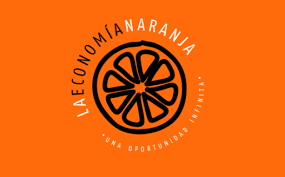 LAECONOMÍANARANJA
*UNA OPORTUNIDAD INFINITA*